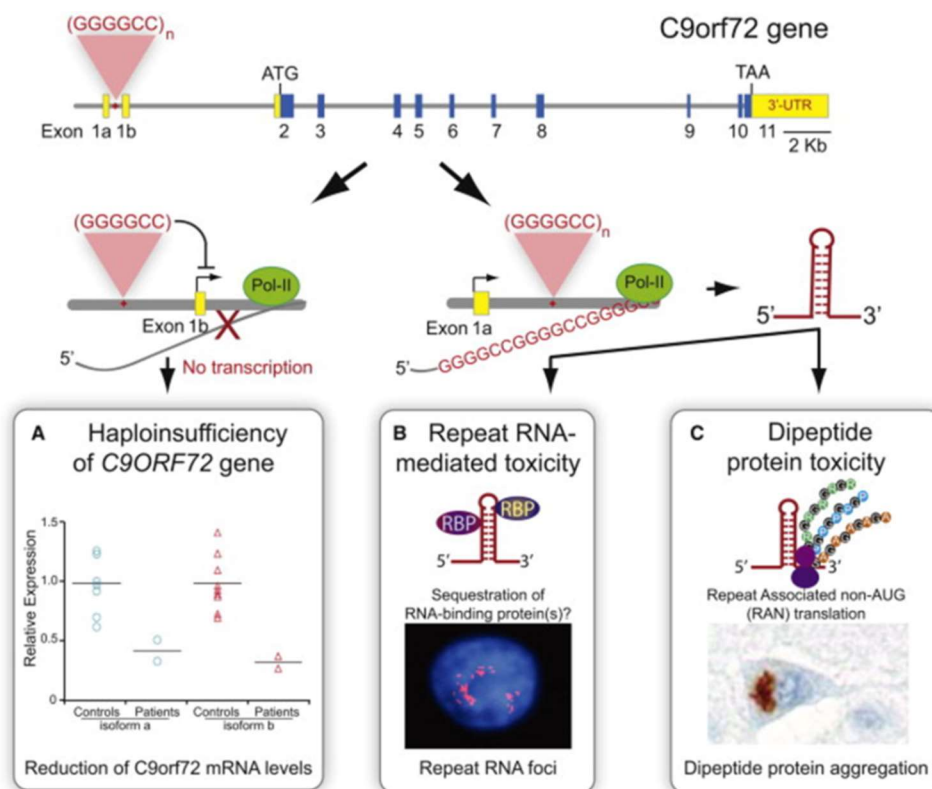 (GGGGCC)n
C9orf72 gene
ATG
TAA
3'-UTR
Exon 1a 1b 2 3 4 5 6 7 8 9 10 11
2 Kb
(GGGGCC)
Pol-II
Exon 1b
X
5'
No transcription
(GGGGCC)n
Pol-II
Exon 1a
5'
5' 3'
A Haploinsufficiency
of C9ORF72 gene
Relative Expression
1.5
1.0
0.5
0
Controls Patients Controls Patients
isoform a isoform b
Reduction of C9orf72 mRNA levels
B Repeat RNA-
mediated toxicity
RBP RBP
5' 3'
Sequestration of
RNA-binding protein(s)?
Repeat RNA foci
C Dipeptide
protein toxicity
5' 3'
Repeat Associated non-AUG
(RAN) translation
Dipeptide protein aggregation